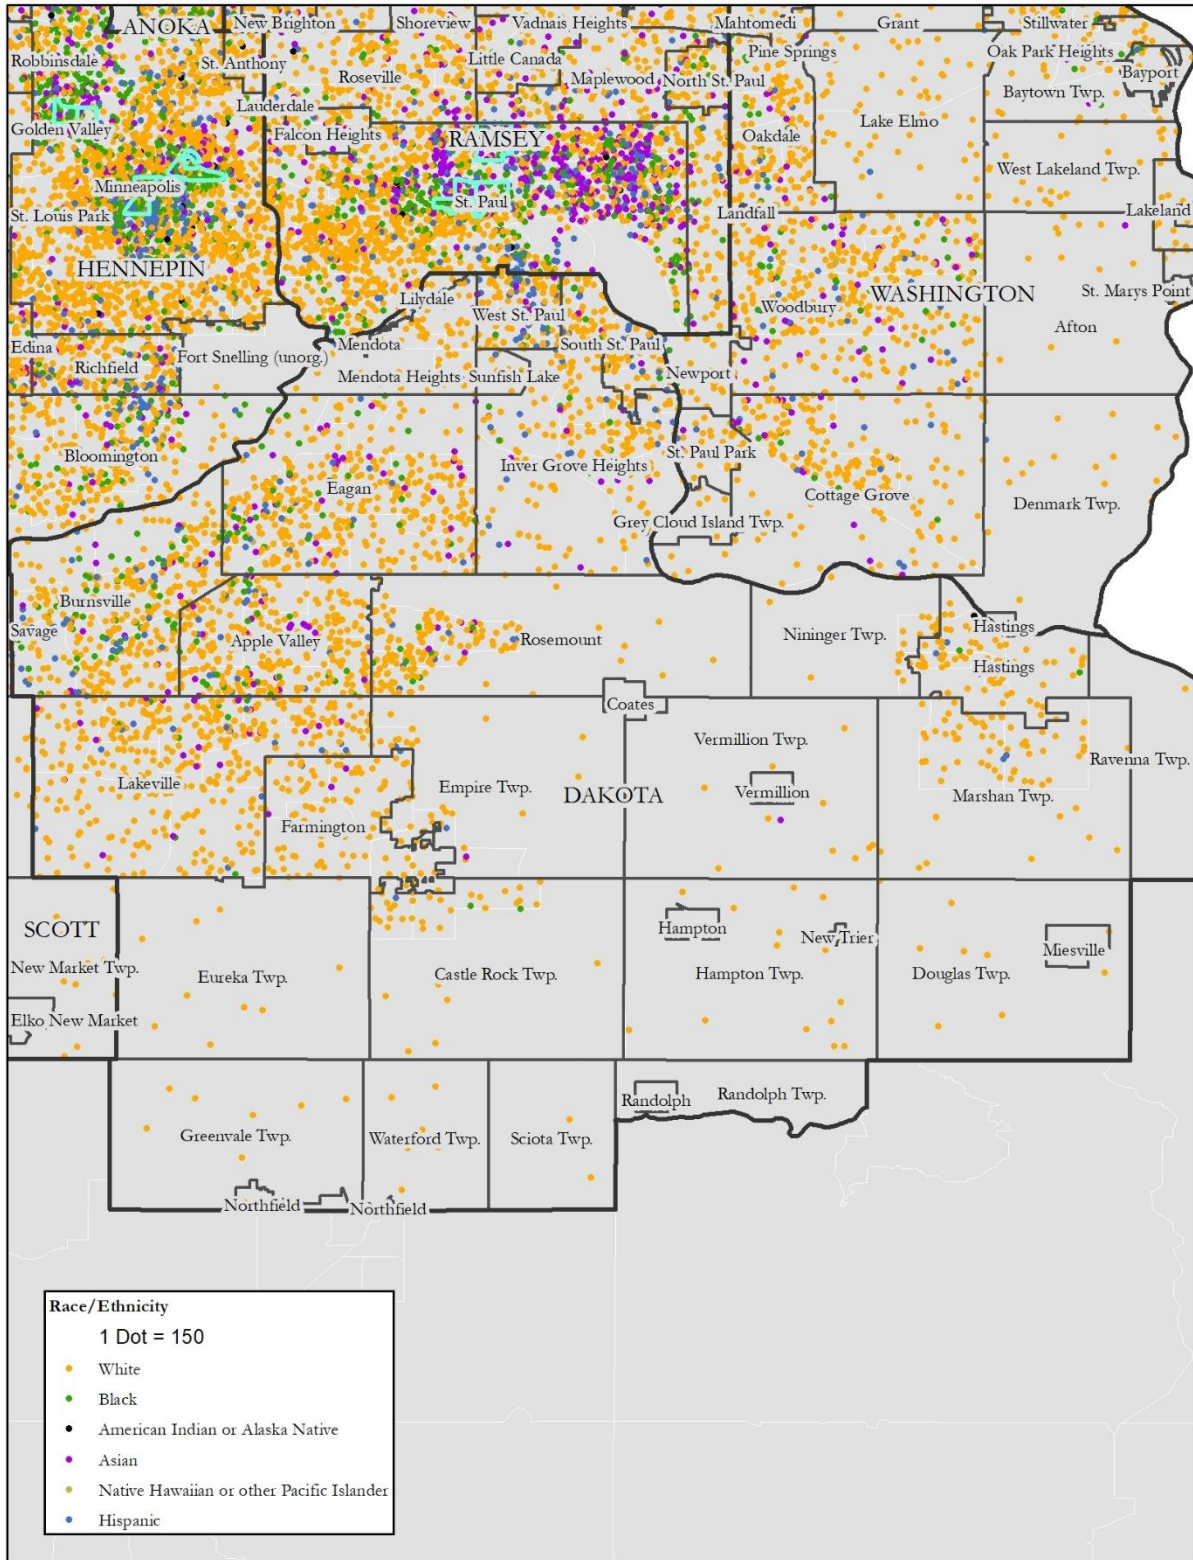 ANOKA
New Brighton
Shoreview
Vadnais Heights
Mahtomedi
Grant
Stillwater
Robbinsdale
St. Anthony
Roseville
Little Canada
Maplewood
North St. Paul
Pine Springs
Oak Park Heights
Bayport
Baytown Twp.
Lauderdale
Golden Valley
Falcon Heights
RAMSEY
Oakdale
Lake Elmo
Minneapolis
St. Paul
West Lakeland Twp.
St. Louis Park
Landfall
Lakeland
HENNEPIN
Lilydale
West St. Paul
Woodbury
WASHINGTON
St. Marys Point
Afton
Edina
Richfield
Fort Snelling (unorg.)
Mendota
South St. Paul
Mendota Heights
Sunfish Lake
Newport
Bloomington
Eagan
Inver Grove Heights
St. Paul Park
Cottage Grove
Denmark Twp.
Grey Cloud Island Twp.
Burnsville
Savage
Apple Valley
Rosemount
Nininger Twp.
Hastings
Hastings
Coates
Vermillion Twp.
Ravenna Twp.
Lakeville
Empire Twp.
DAKOTA
Vermillion
Marshan Twp.
Farmington
SCOTT
Hampton
New Trier
Miesville
New Market Twp.
Eureka Twp.
Castle Rock Twp.
Hampton Twp.
Douglas Twp.
Elko New Market
Randolph
Randolph Twp.
Greenvale Twp.
Waterford Twp.
Sciota Twp.
Northfield
Northfield
Race/Ethnicity
1 Dot = 150
White
Black
American Indian or Alaska Native
Asian
Native Hawaiian or other Pacific Islander
Hispanic